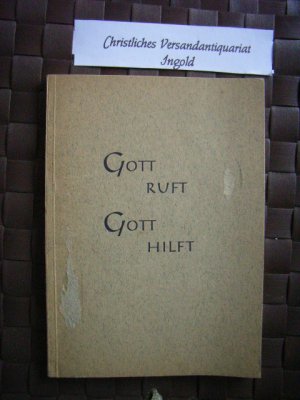 Christliches Versandantiquariat
Ingold
GOTT
RUFT
GOTT
HILFT